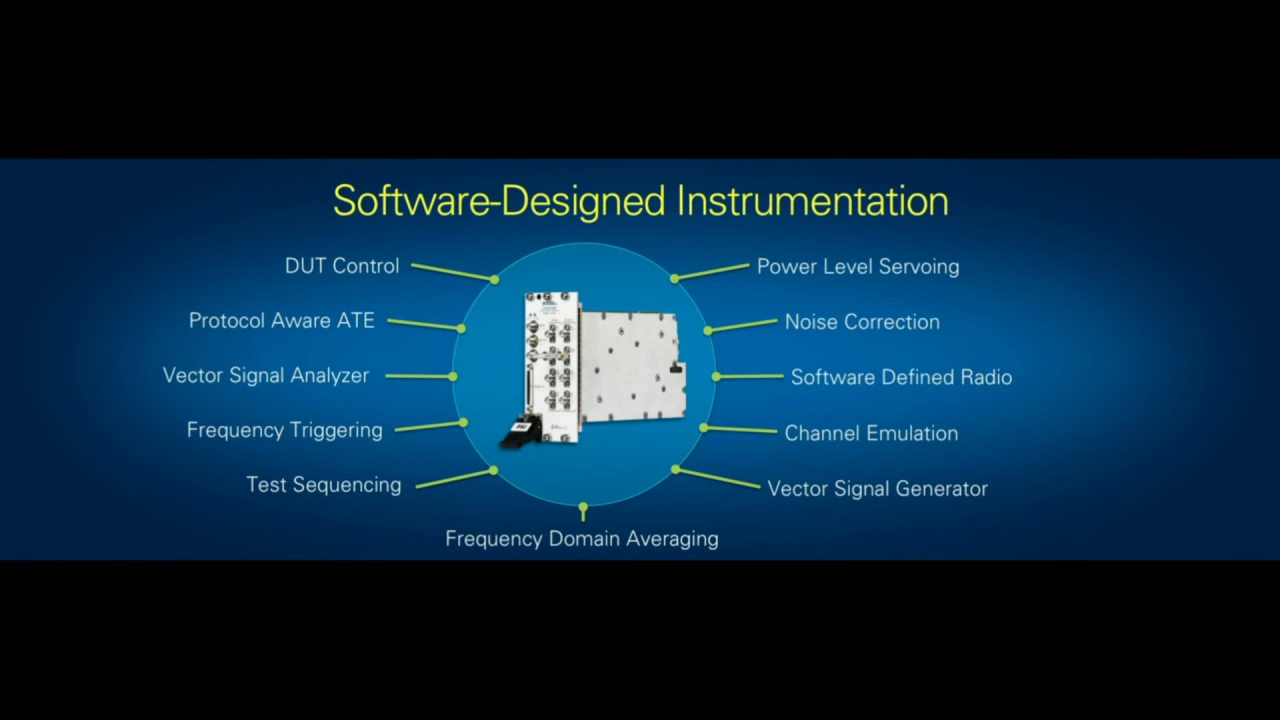 Software-Designed Instrumentation
DUT Control
Protocol Aware ATE
Vector Signal Analyzer
Frequency Triggering
Test Sequencing
Power Level Servoing
Noise Correction
Software Defined Radio
Channel Emulation
Vector Signal Generator
Frequency Domain Averaging